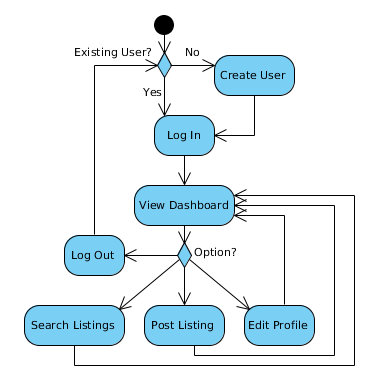 Existing User?
No
Create User
Yes
Log In
View Dashboard
Log Out
Option?
Search Listings
Post Listing
Edit Profile